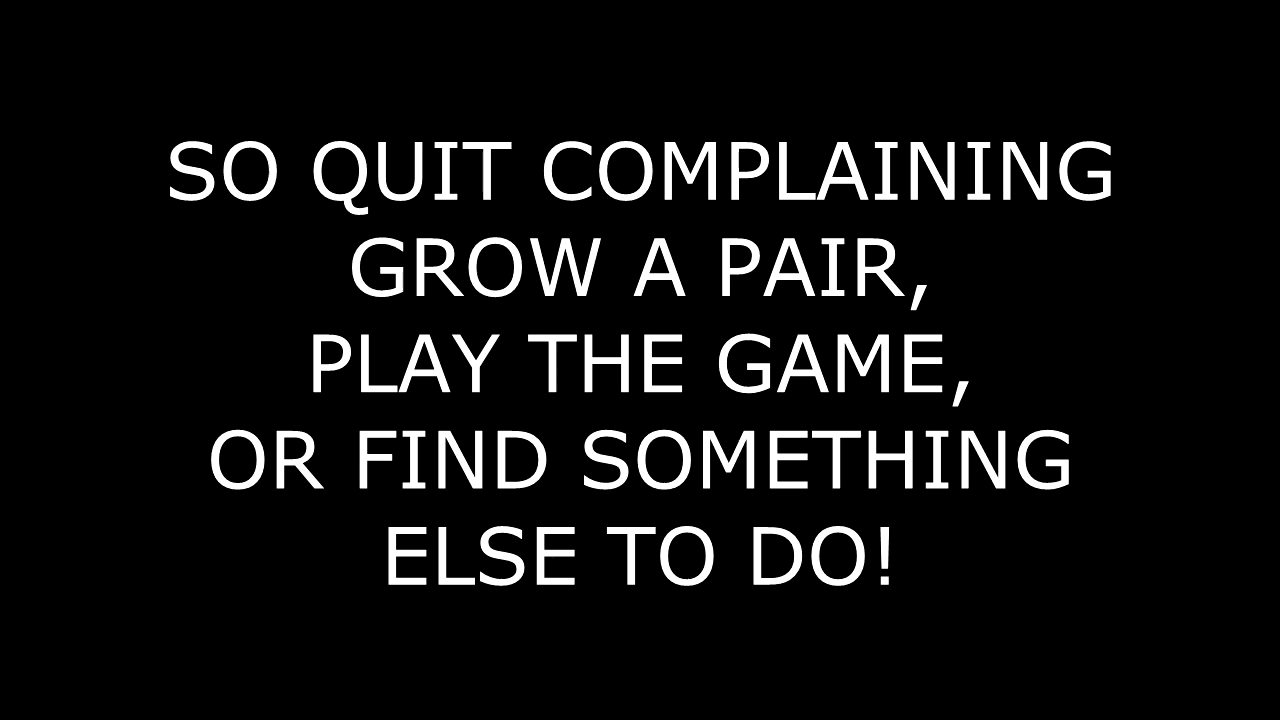 SO QUIT COMPLAINING
GROW A PAIR,
PLAY THE GAME,
OR FIND SOMETHING
ELSE TO DO!